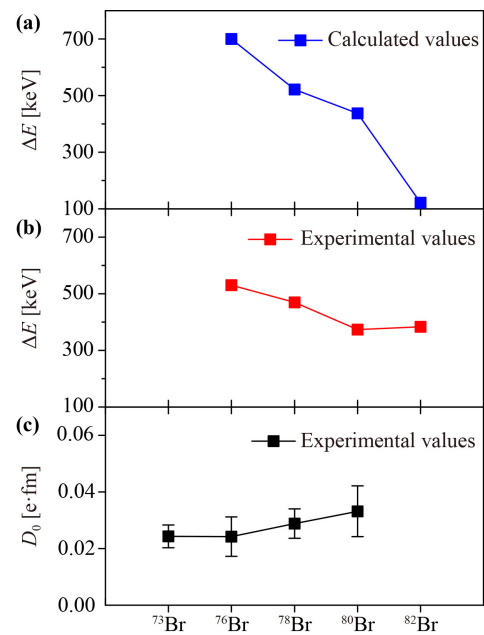 (a)
Calculated values
ΔE [keV]
700
500
300
100
(b)
Experimental values
ΔE [keV]
700
500
300
100
(c)
Experimental values
D₀ [e·fm]
0.06
0.04
0.02
0.00
⁷³Br ⁷⁶Br ⁷⁸Br ⁸⁰Br ⁸²Br